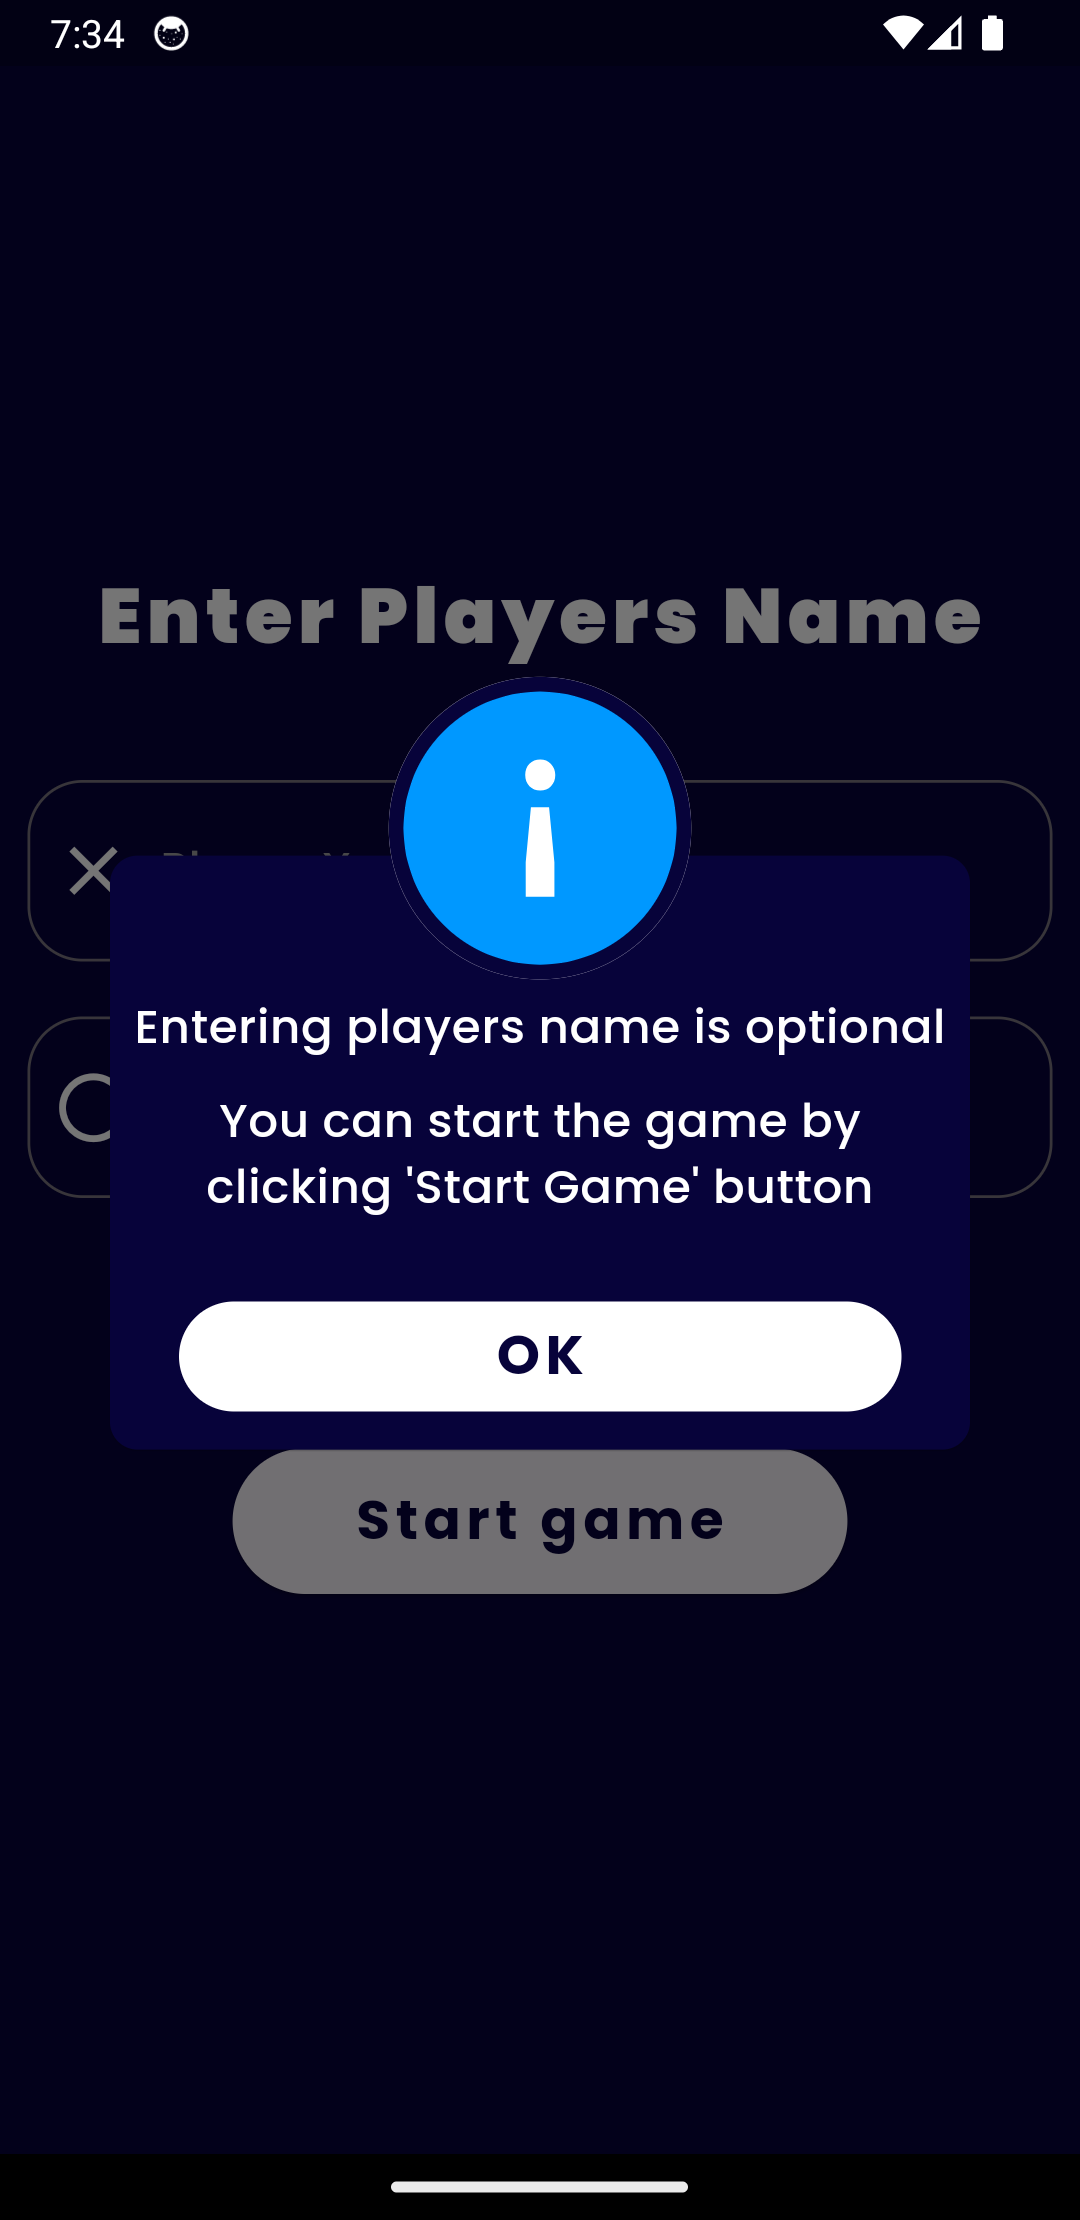 7:34
Enter Players Name
Entering players name is optional
You can start the game by
clicking 'Start Game' button
OK
Start game